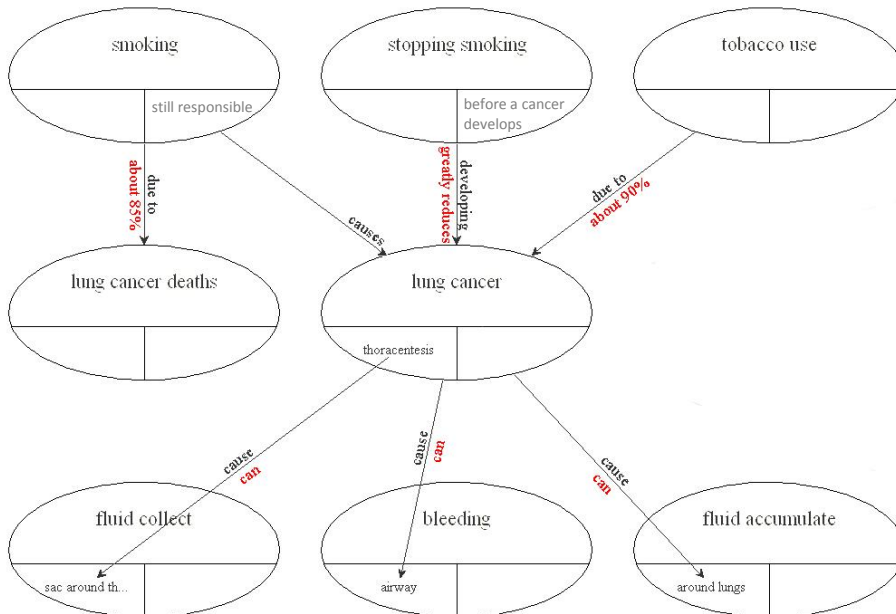 smoking
stopping smoking
tobacco use
still responsible
before a cancer
develops
due to
about 85%
causes
developing
greatly reduces
due to
about 90%
lung cancer deaths
lung cancer
thoracentesis
cause
can
cause
can
cause
can
fluid collect
bleeding
fluid accumulate
sac around th...
airway
around lungs